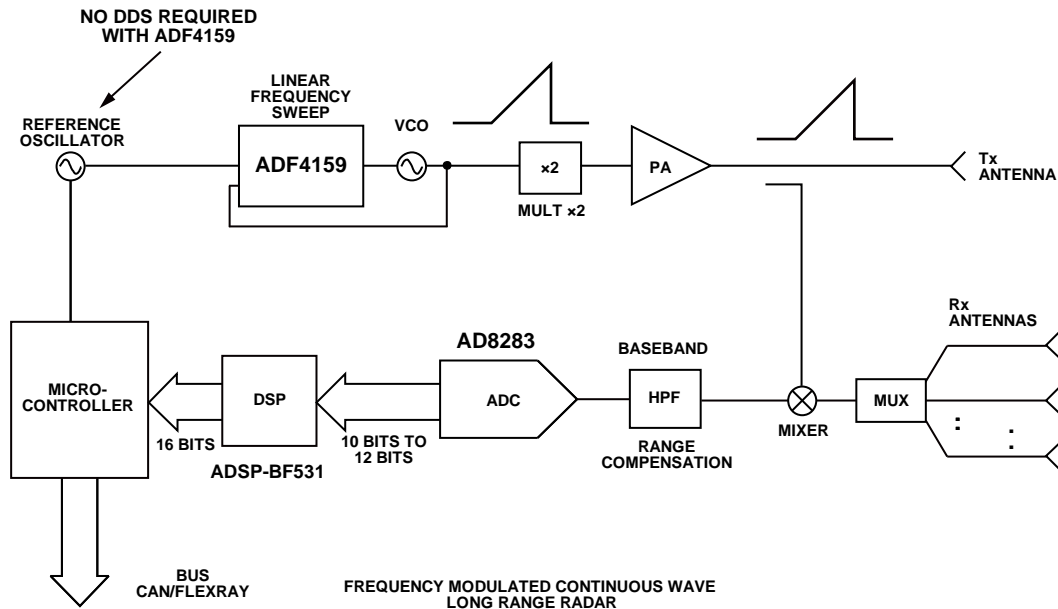 NO DDS REQUIRED
WITH ADF4159
LINEAR
FREQUENCY
SWEEP
REFERENCE
OSCILLATOR
VCO
ADF4159
×2
PA
Tx
ANTENNA
MULT ×2
Rx
ANTENNAS
AD8283
BASEBAND
MICRO-
CONTROLLER
DSP
ADC
HPF
MUX
MIXER
16 BITS
10 BITS TO
12 BITS
RANGE
COMPENSATION
ADSP-BF531
BUS
CAN/FLEXRAY
FREQUENCY MODULATED CONTINUOUS WAVE
LONG RANGE RADAR